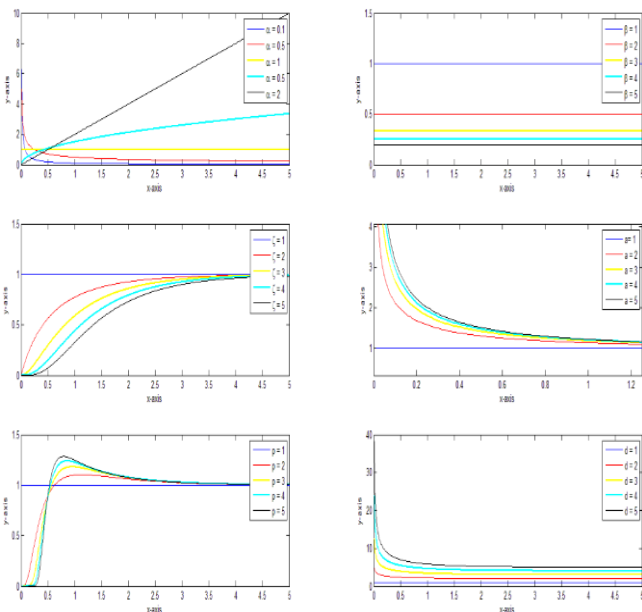 10
8
6
4
2
0
y-axis
0 0.5 1 1.5 2 2.5 3 3.5 4 4.5 5
x-axis
α = 0.1
α = 0.5
α = 1
α = 0.5
α = 2
1.5
1
0.5
0
y-axis
0 0.5 1 1.5 2 2.5 3 3.5 4 4.5 5
x-axis
β = 1
β = 2
β = 3
β = 4
β = 5
1.5
1
0.5
0
y-axis
0 0.5 1 1.5 2 2.5 3 3.5 4 4.5 5
x-axis
ζ = 1
ζ = 2
ζ = 3
ζ = 4
ζ = 5
4
3
2
1
y-axis
0 0.2 0.4 0.6 0.8 1 1.2
x-axis
a = 1
a = 2
a = 3
a = 4
a = 5
1.5
1
0.5
0
y-axis
0 0.5 1 1.5 2 2.5 3 3.5 4 4.5 5
x-axis
p = 1
p = 2
p = 3
p = 4
p = 5
40
30
20
10
0
y-axis
0 0.5 1 1.5 2 2.5 3 3.5 4 4.5 5
x-axis
d = 1
d = 2
d = 3
d = 4
d = 5